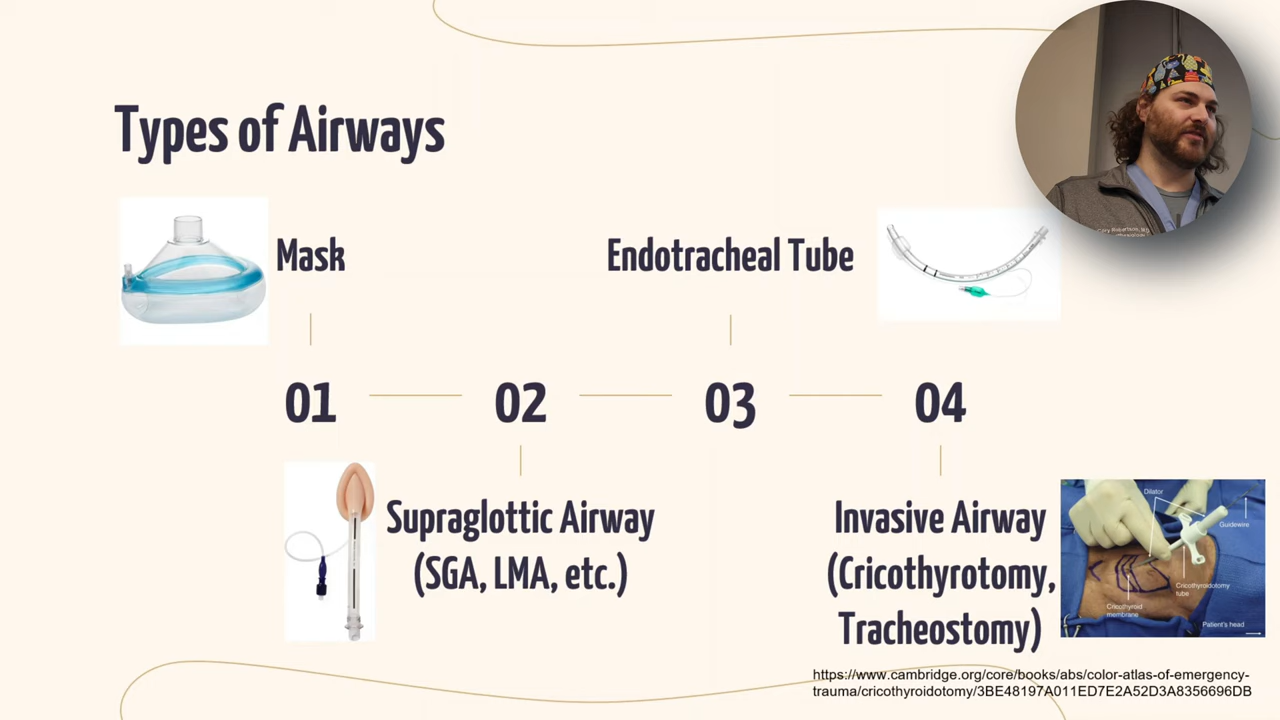 Types of Airways
Mask
Endotracheal Tube
01
02
03
04
Supraglottic Airway
(SGA, LMA, etc.)
Invasive Airway
(Cricothyrotomy,
Tracheostomy)
Dilator
Guidewire
Cricothyroidotomy
tube
Cricothyroid
membrane
Patient's head
https://www.cambridge.org/core/books/abs/color-atlas-of-emergency-
trauma/cricothyroidotomy/3BE48197A011ED7E2A52D3A8356696DB